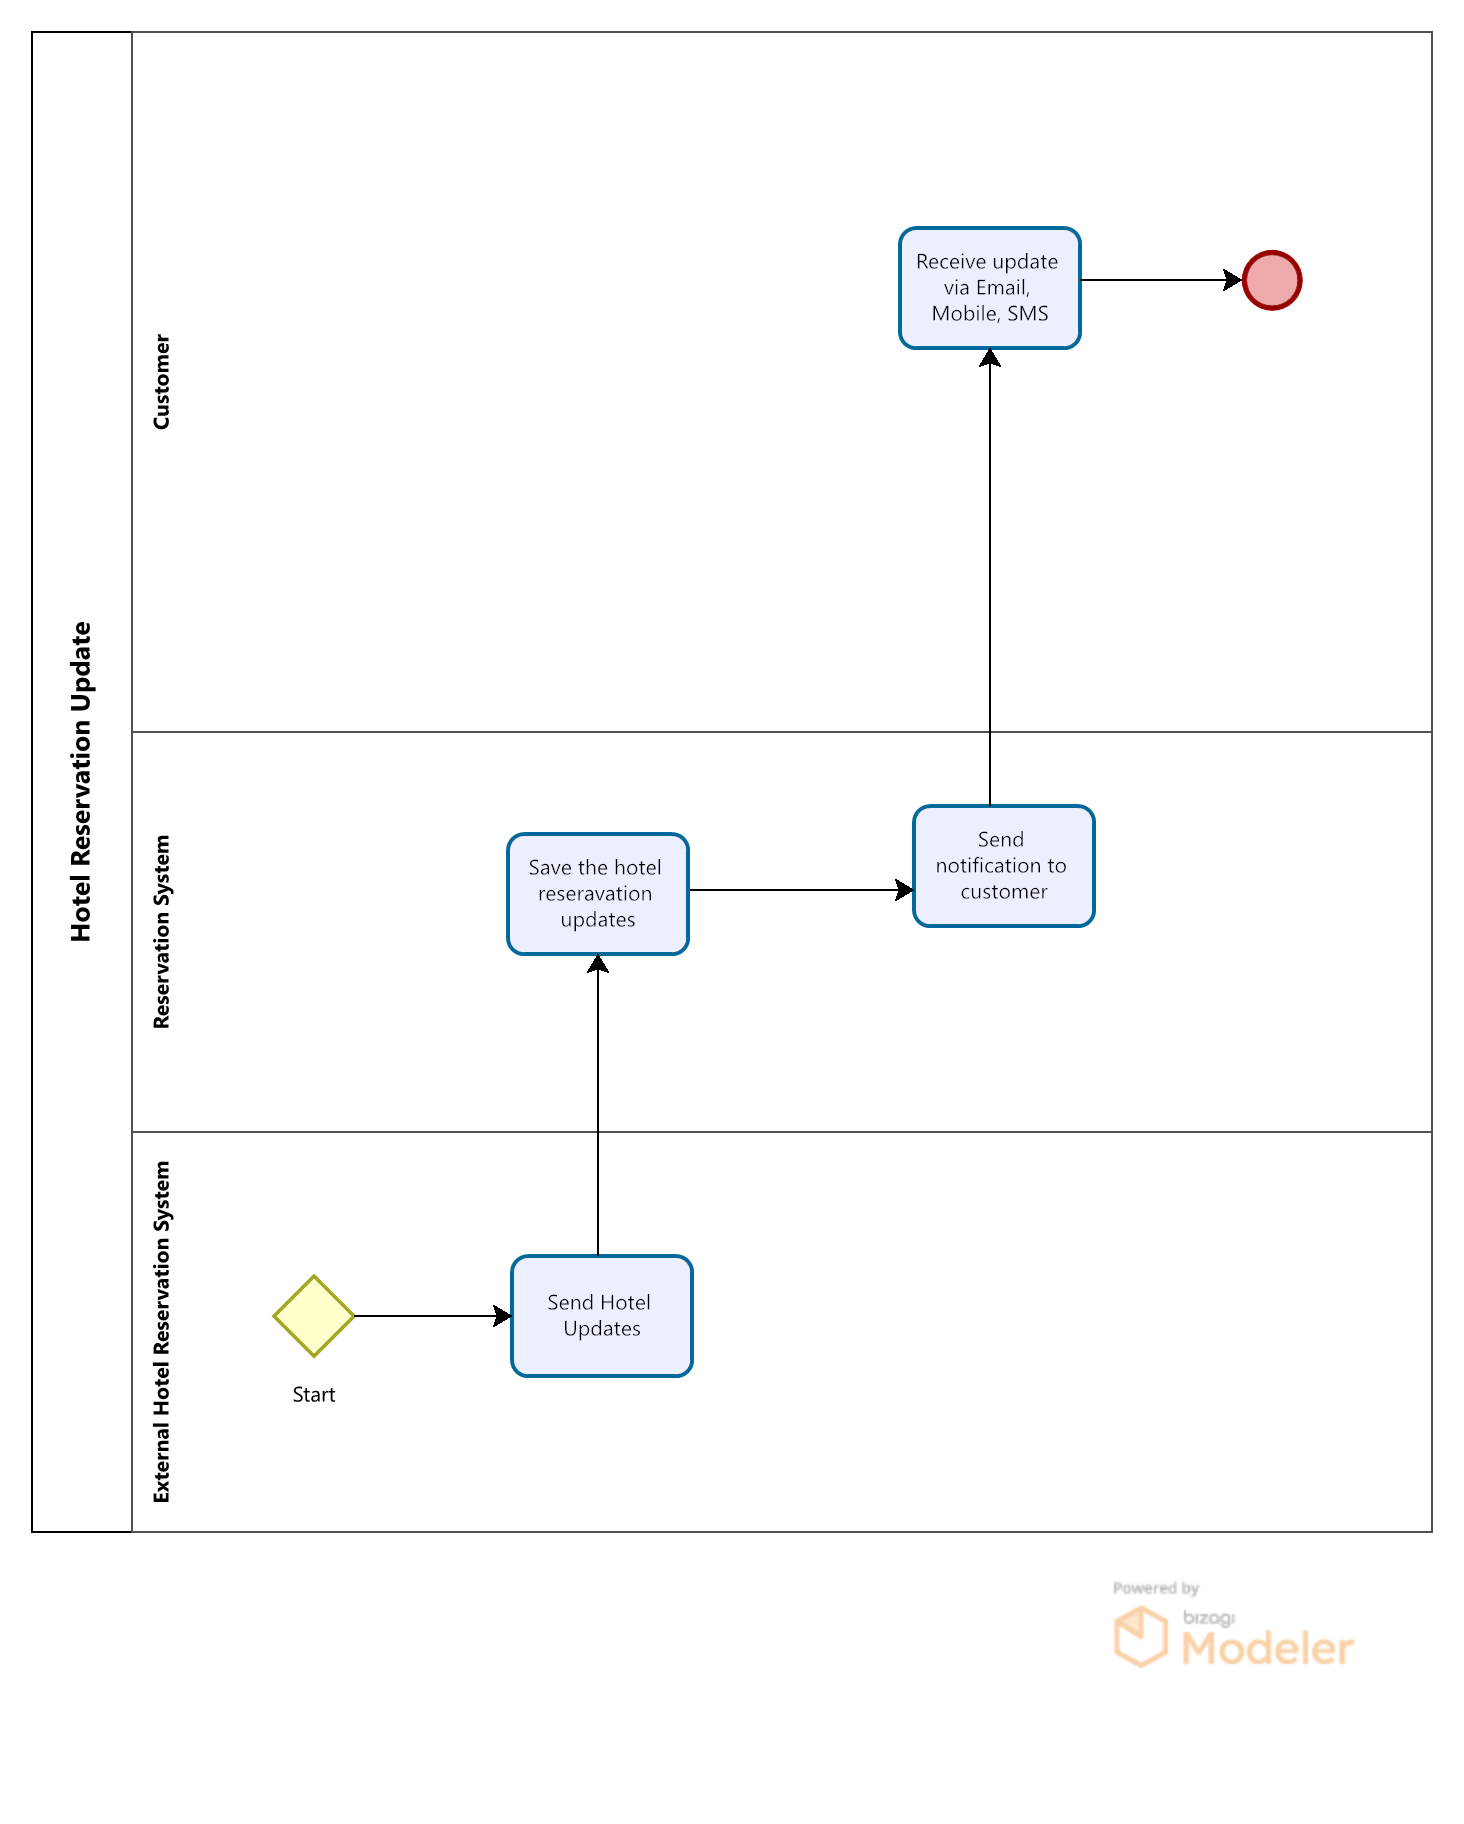 Hotel Reservation Update
Customer
Receive update
via Email,
Mobile, SMS
Reservation System
Save the hotel
reseravation
updates
Send
notification to
customer
External Hotel Reservation System
Start
Send Hotel
Updates
Powered by
bizagi
Modeler